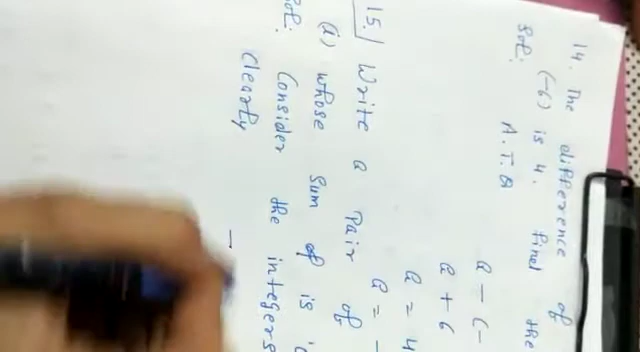 14. The difference of
(-6) is 4. find the
Sol: A.T.Q
a - (-
a + 6
a = 4
a = -
15. Write a Pair of
(a) whose sum of is
Sol: Consider the integers
Clearly -